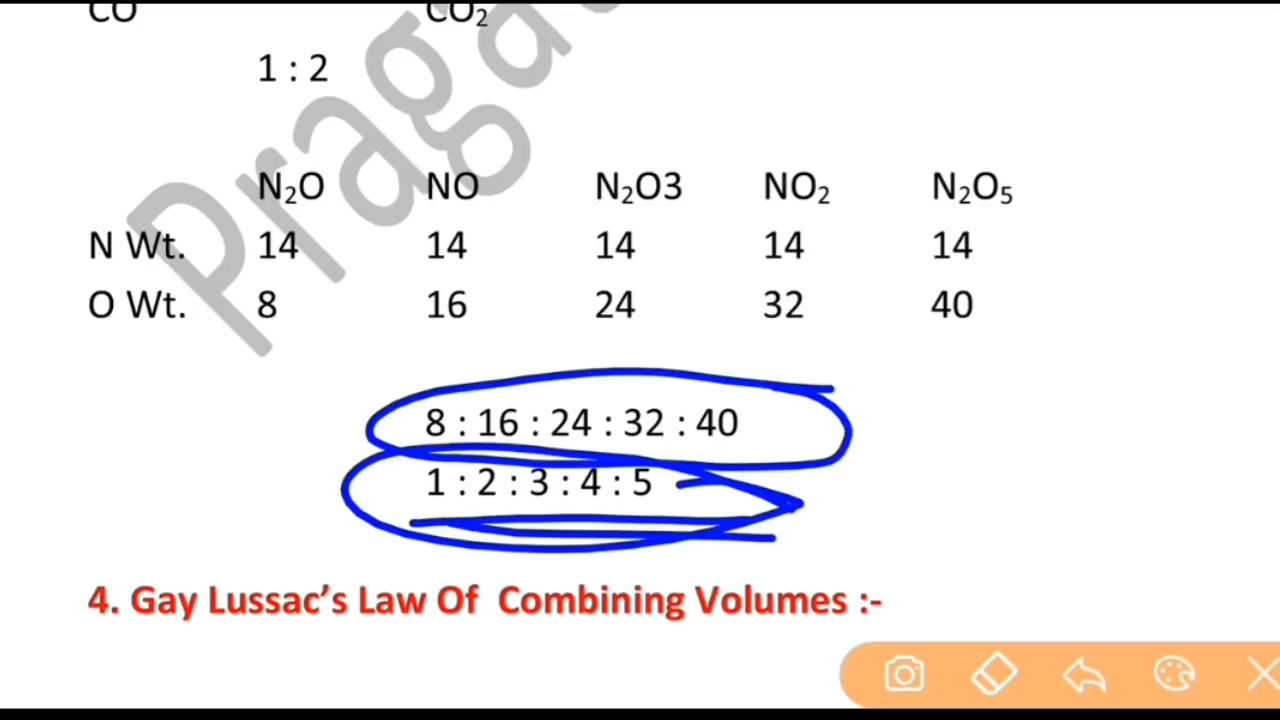 CO CO₂
1 : 2
N₂O NO N₂O3 NO₂ N₂O₅
N Wt. 14 14 14 14 14
O Wt. 8 16 24 32 40
8 : 16 : 24 : 32 : 40
1 : 2 : 3 : 4 : 5
4. Gay Lussac’s Law Of Combining Volumes :-